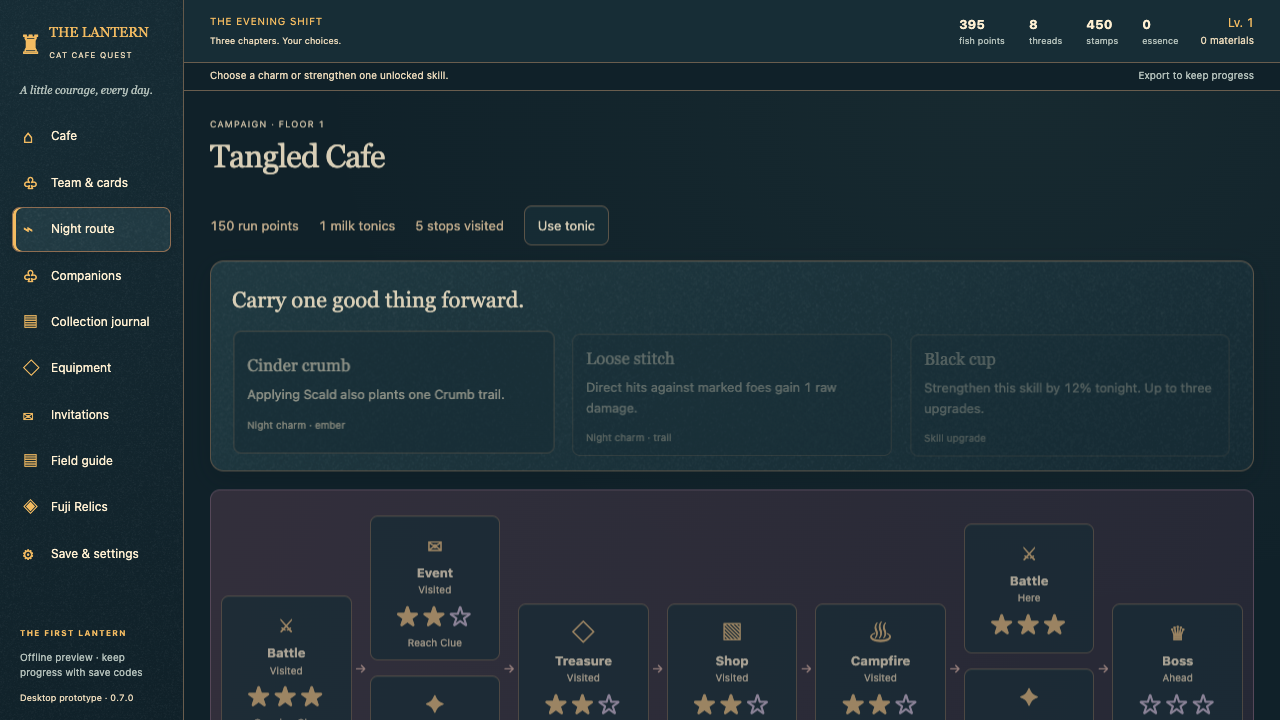 THE LANTERN
CAT CAFE QUEST
A little courage, every day.
Cafe
Team & cards
Night route
Companions
Collection journal
Equipment
Invitations
Field guide
Fuji Relics
Save & settings
THE FIRST LANTERN
Offline preview · keep
progress with save codes
Desktop prototype · 0.7.0
THE EVENING SHIFT
Three chapters. Your choices.
395
fish points
8
threads
450
stamps
0
essence
Lv. 1
0 materials
Choose a charm or strengthen one unlocked skill.
Export to keep progress
CAMPAIGN · FLOOR 1
Tangled Cafe
150 run points
1 milk tonics
5 stops visited
Use tonic
Carry one good thing forward.
Cinder crumb
Applying Scald also plants one Crumb trail.
Night charm · ember
Loose stitch
Direct hits against marked foes gain 1 raw
damage.
Night charm · trail
Black cup
Strengthen this skill by 12% tonight. Up to three
upgrades.
Skill upgrade
Battle
Visited
Event
Visited
Reach Clue
Treasure
Visited
Shop
Visited
Campfire
Visited
Battle
Here
Boss
Ahead